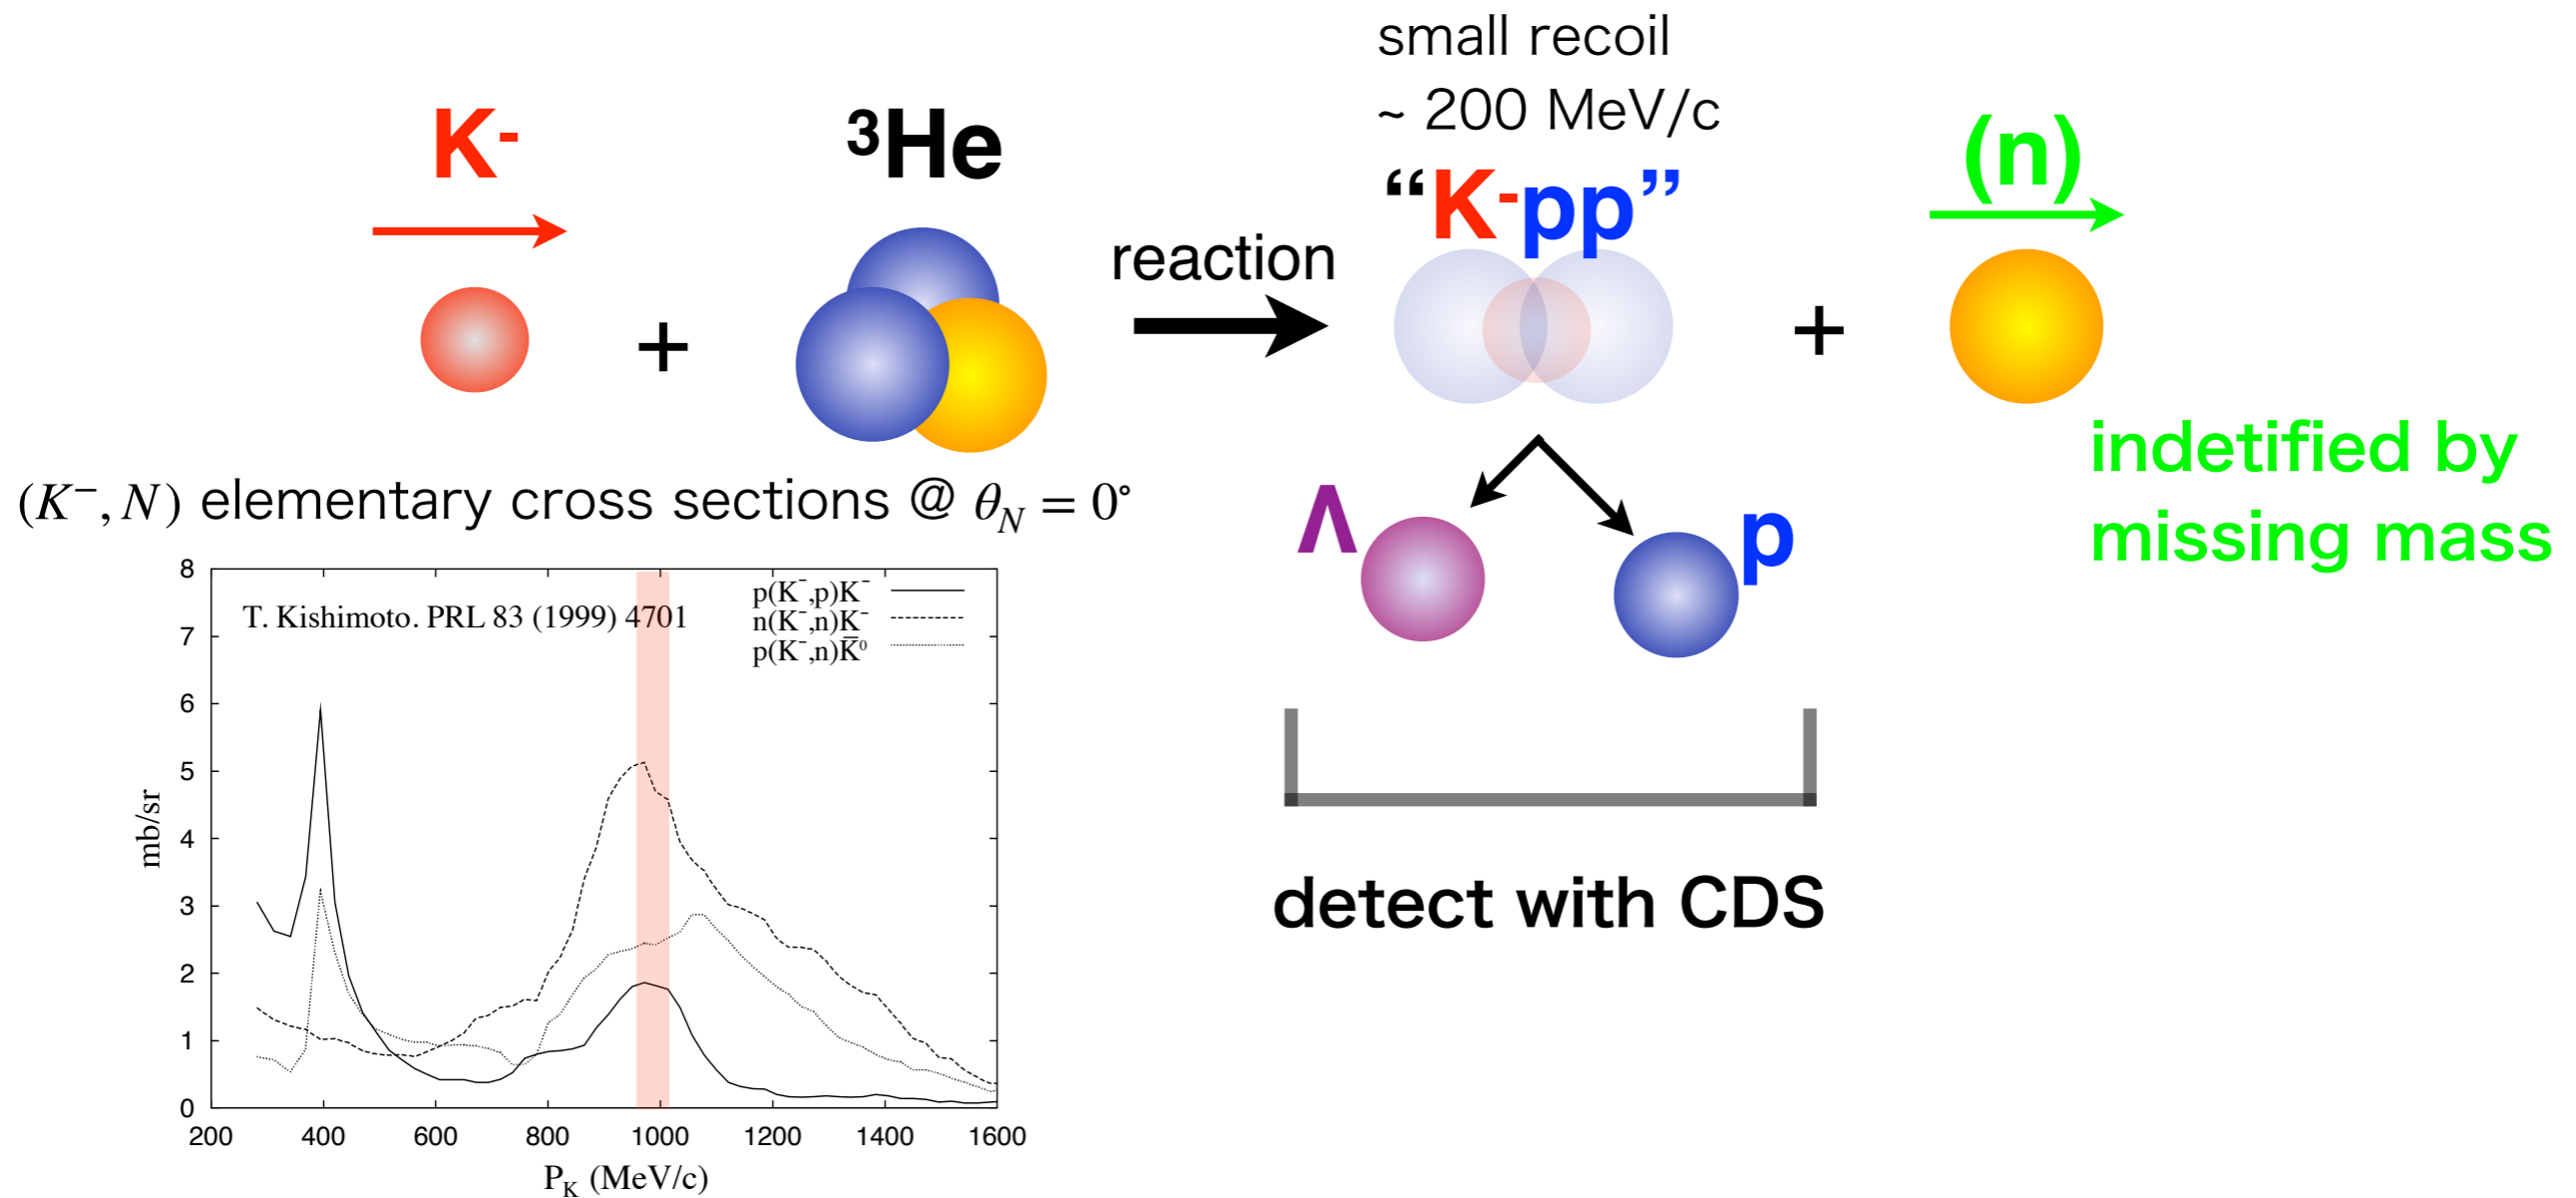 K⁻
+
³He
reaction
small recoil
~ 200 MeV/c
“K⁻pp”
+
(n)
indetified by
missing mass
Λ
p
detect with CDS
(K⁻, N) elementary cross sections @ θ_N = 0°
T. Kishimoto. PRL 83 (1999) 4701
p(K⁻,p)K⁻
n(K⁻,n)K⁻
p(K⁻,n)K̄⁰
mb/sr
8
7
6
5
4
3
2
1
0
200 400 600 800 1000 1200 1400 1600
P_K (MeV/c)